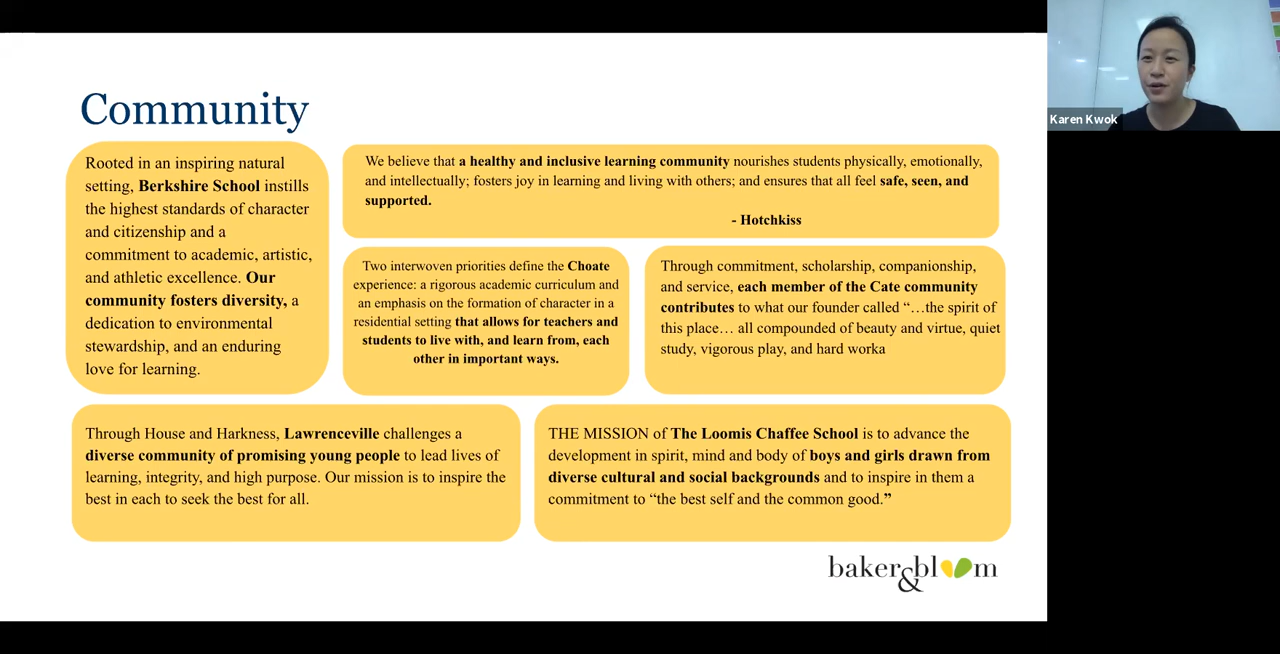 Karen Kwok
Community
Rooted in an inspiring natural
setting, Berkshire School instills
the highest standards of character
and citizenship and a
commitment to academic, artistic,
and athletic excellence. Our
community fosters diversity, a
dedication to environmental
stewardship, and an enduring
love for learning.
We believe that a healthy and inclusive learning community nourishes students physically, emotionally,
and intellectually; fosters joy in learning and living with others; and ensures that all feel safe, seen, and
supported.
- Hotchkiss
Two interwoven priorities define the Choate
experience: a rigorous academic curriculum and
an emphasis on the formation of character in a
residential setting that allows for teachers and
students to live with, and learn from, each
other in important ways.
Through commitment, scholarship, companionship,
and service, each member of the Cate community
contributes to what our founder called “…the spirit of
this place… all compounded of beauty and virtue, quiet
study, vigorous play, and hard worka
Through House and Harkness, Lawrenceville challenges a
diverse community of promising young people to lead lives of
learning, integrity, and high purpose. Our mission is to inspire the
best in each to seek the best for all.
THE MISSION of The Loomis Chaffee School is to advance the
development in spirit, mind and body of boys and girls drawn from
diverse cultural and social backgrounds and to inspire in them a
commitment to “the best self and the common good.”
baker&bloom